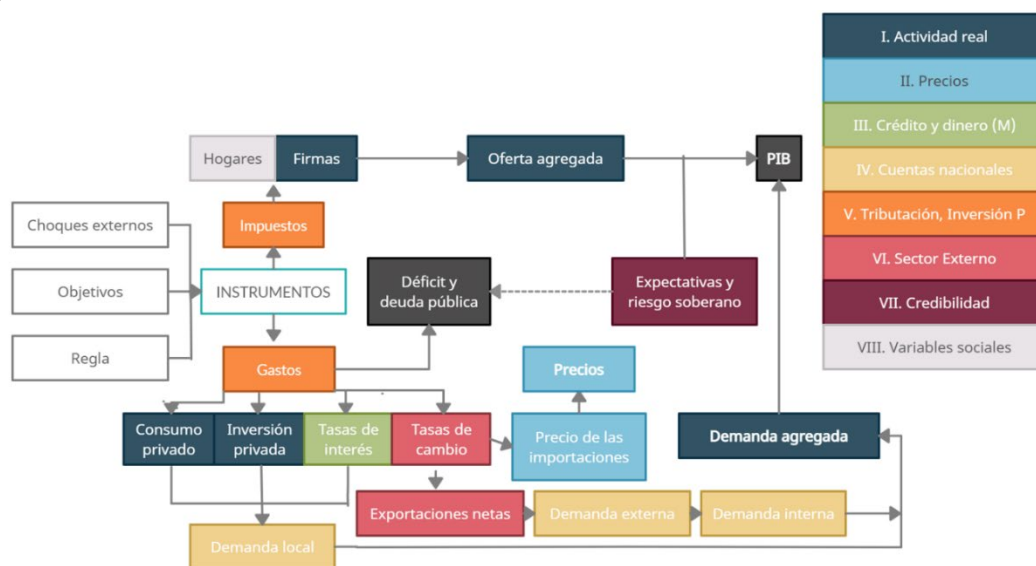 I. Actividad real
II. Precios
III. Crédito y dinero (M)
IV. Cuentas nacionales
V. Tributación, Inversión P
VI. Sector Externo
VII. Credibilidad
VIII. Variables sociales
Hogares
Firmas
Oferta agregada
PIB
Choques externos
Impuestos
Objetivos
INSTRUMENTOS
Déficit y
deuda pública
Expectativas y
riesgo soberano
Regla
Gastos
Precios
Consumo
privado
Inversión
privada
Tasas de
interés
Tasas de
cambio
Precio de las
importaciones
Demanda agregada
Exportaciones netas
Demanda externa
Demanda interna
Demanda local